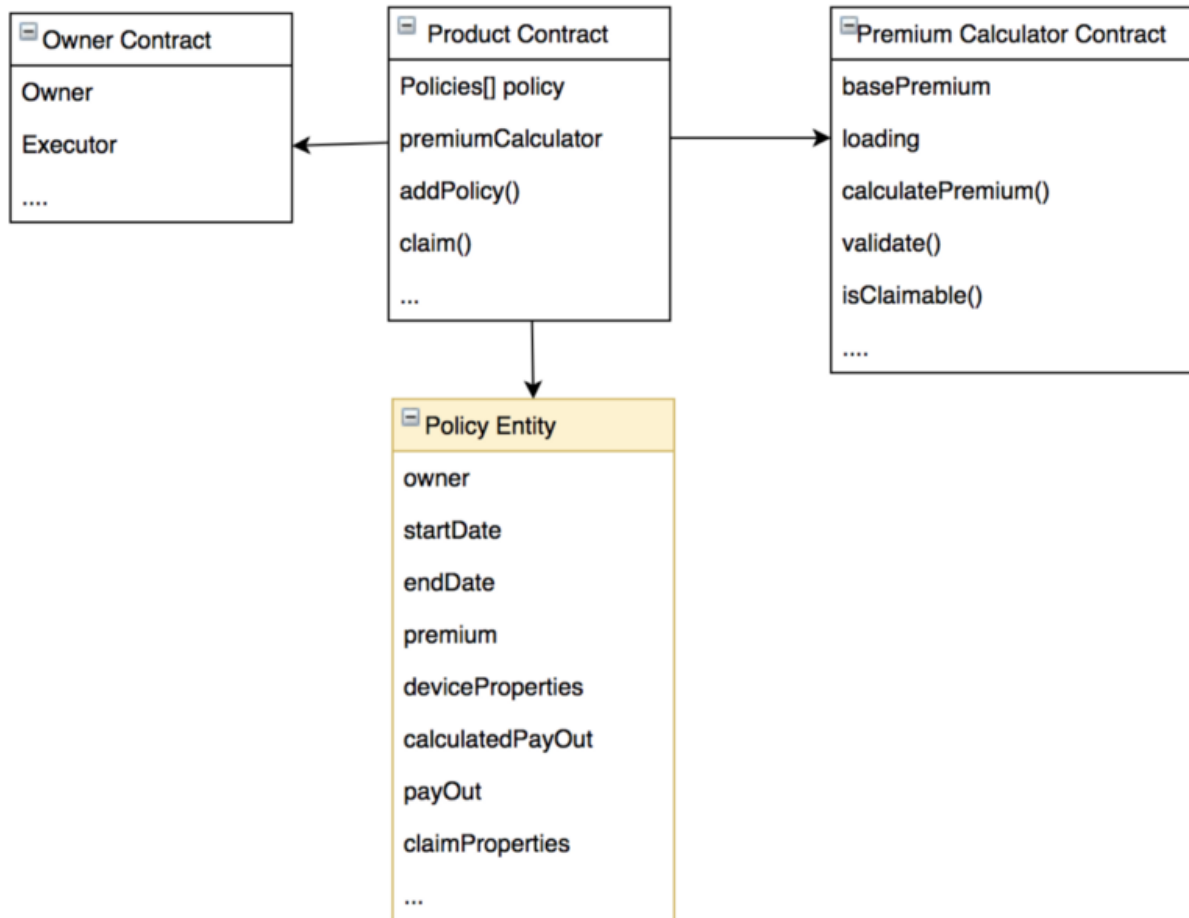 Owner Contract
Owner
Executor
....
Product Contract
Policies[] policy
premiumCalculator
addPolicy()
claim()
...
Premium Calculator Contract
basePremium
loading
calculatePremium()
validate()
isClaimable()
....
Policy Entity
owner
startDate
endDate
premium
deviceProperties
calculatedPayOut
payOut
claimProperties
...